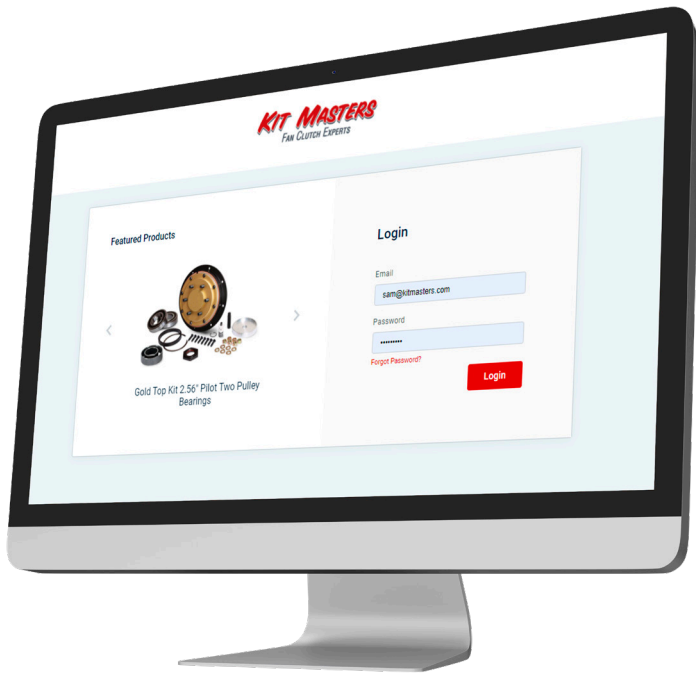 KIT MASTERS
FAN CLUTCH EXPERTS
Featured Products
Gold Top Kit 2.56" Pilot Two Pulley
Bearings
Login
Email
sam@kitmasters.com
Password
•••••••••
Forgot Password?
Login